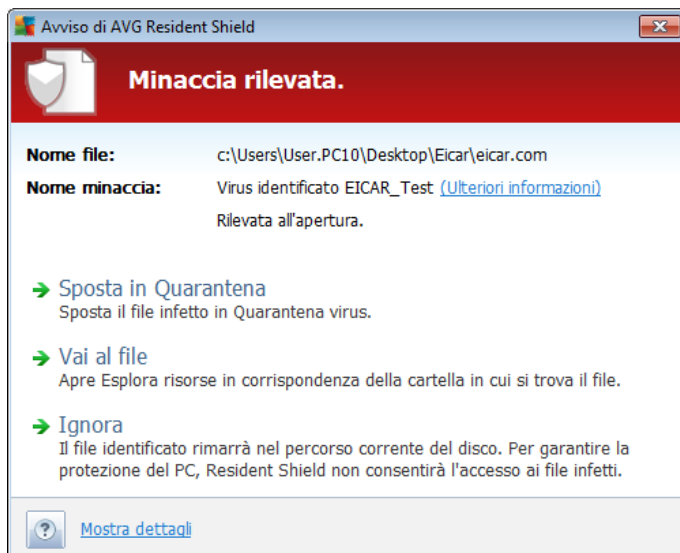 Avviso di AVG Resident Shield
Minaccia rilevata.
Nome file: c:\Users\User.PC10\Desktop\Eicar\eicar.com
Nome minaccia: Virus identificato EICAR_Test (Ulteriori informazioni)
Rilevata all'apertura.
Sposta in Quarantena
Sposta il file infetto in Quarantena virus.
Vai al file
Apre Esplora risorse in corrispondenza della cartella in cui si trova il file.
Ignora
Il file identificato rimarrà nel percorso corrente del disco. Per garantire la
protezione del PC, Resident Shield non consentirà l'accesso ai file infetti.
? Mostra dettagli